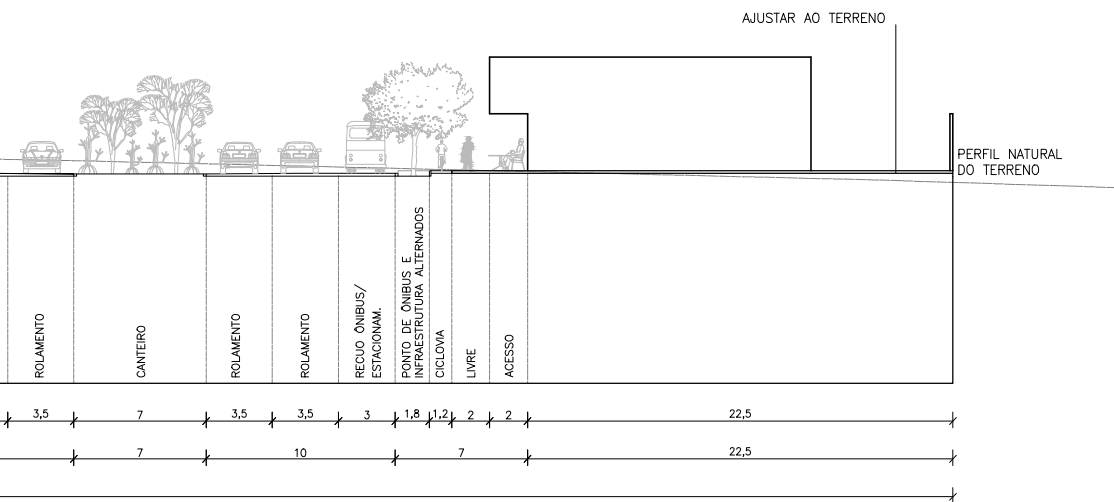 AJUSTAR AO TERRENO
PERFIL NATURAL
DO TERRENO
ROLAMENTO
CANTEIRO
ROLAMENTO
ROLAMENTO
RECUO ÔNIBUS/
ESTACIONAM.
PONTO DE ÔNIBUS E
INFRAESTRUTURA ALTERNADOS
CICLOVIA
LIVRE
ACESSO
3,5 7 3,5 3,5 3 1,8 1,2 2 2 22,5
7 10 7 22,5